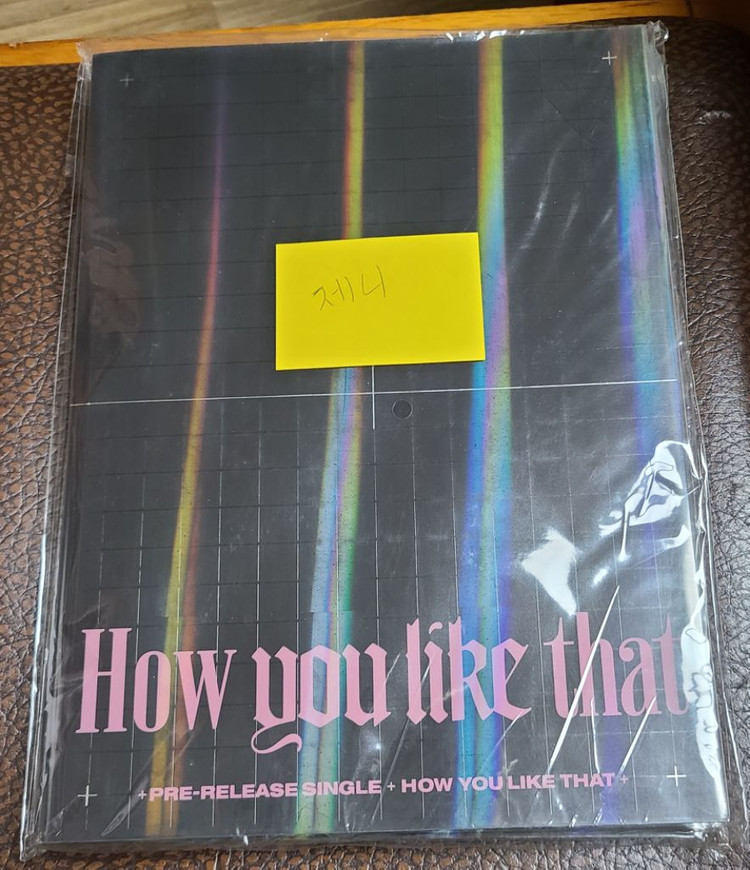 제니
How you like that
+PRE-RELEASE SINGLE + HOW YOU LIKE THAT+